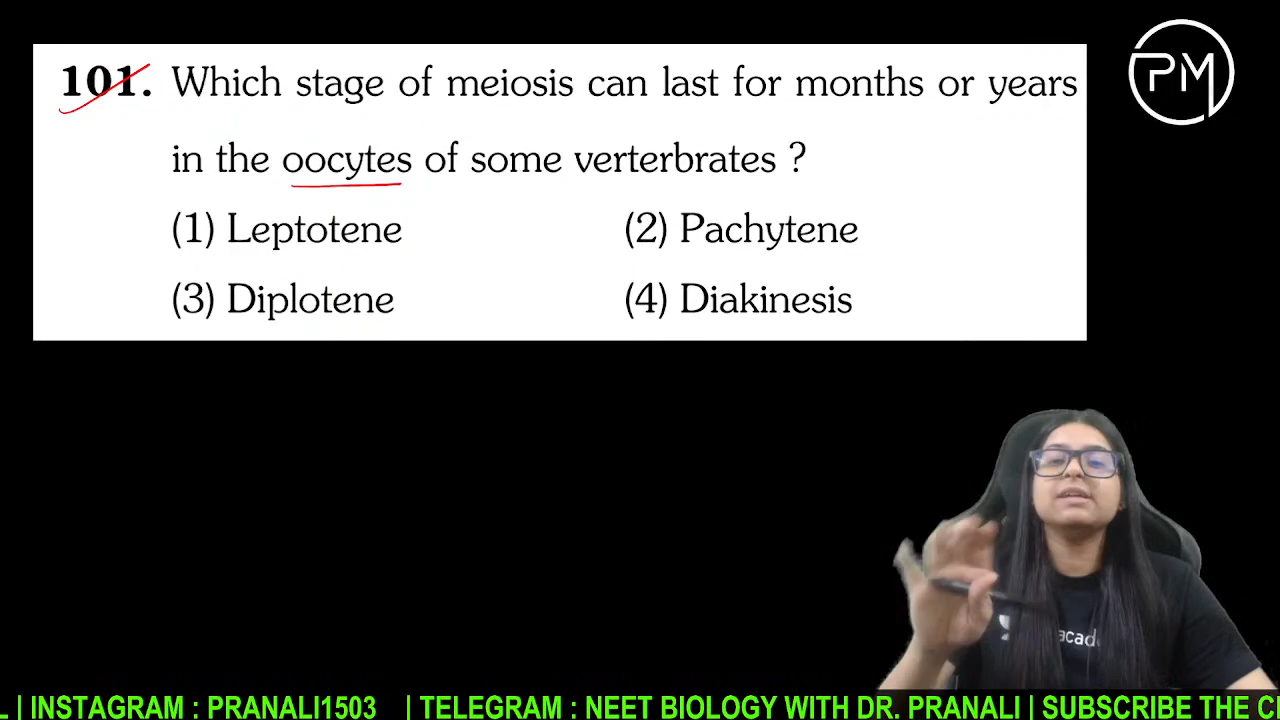 PM
101. Which stage of meiosis can last for months or years
in the oocytes of some verterbrates ?
(1) Leptotene (2) Pachytene
(3) Diplotene (4) Diakinesis
acad
| INSTAGRAM : PRANALI1503 | TELEGRAM : NEET BIOLOGY WITH DR. PRANALI | SUBSCRIBE THE